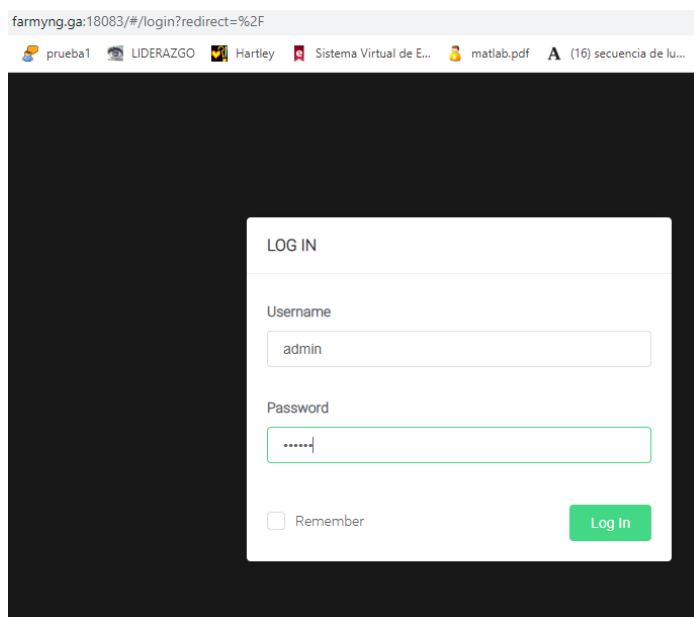 farmyng.ga:18083/#/login?redirect=%2F
prueba1 LIDERAZGO Hartley Sistema Virtual de E... matlab.pdf A (16) secuencia de lu...
LOG IN
Username
admin
Password
••••••
Remember
Log In